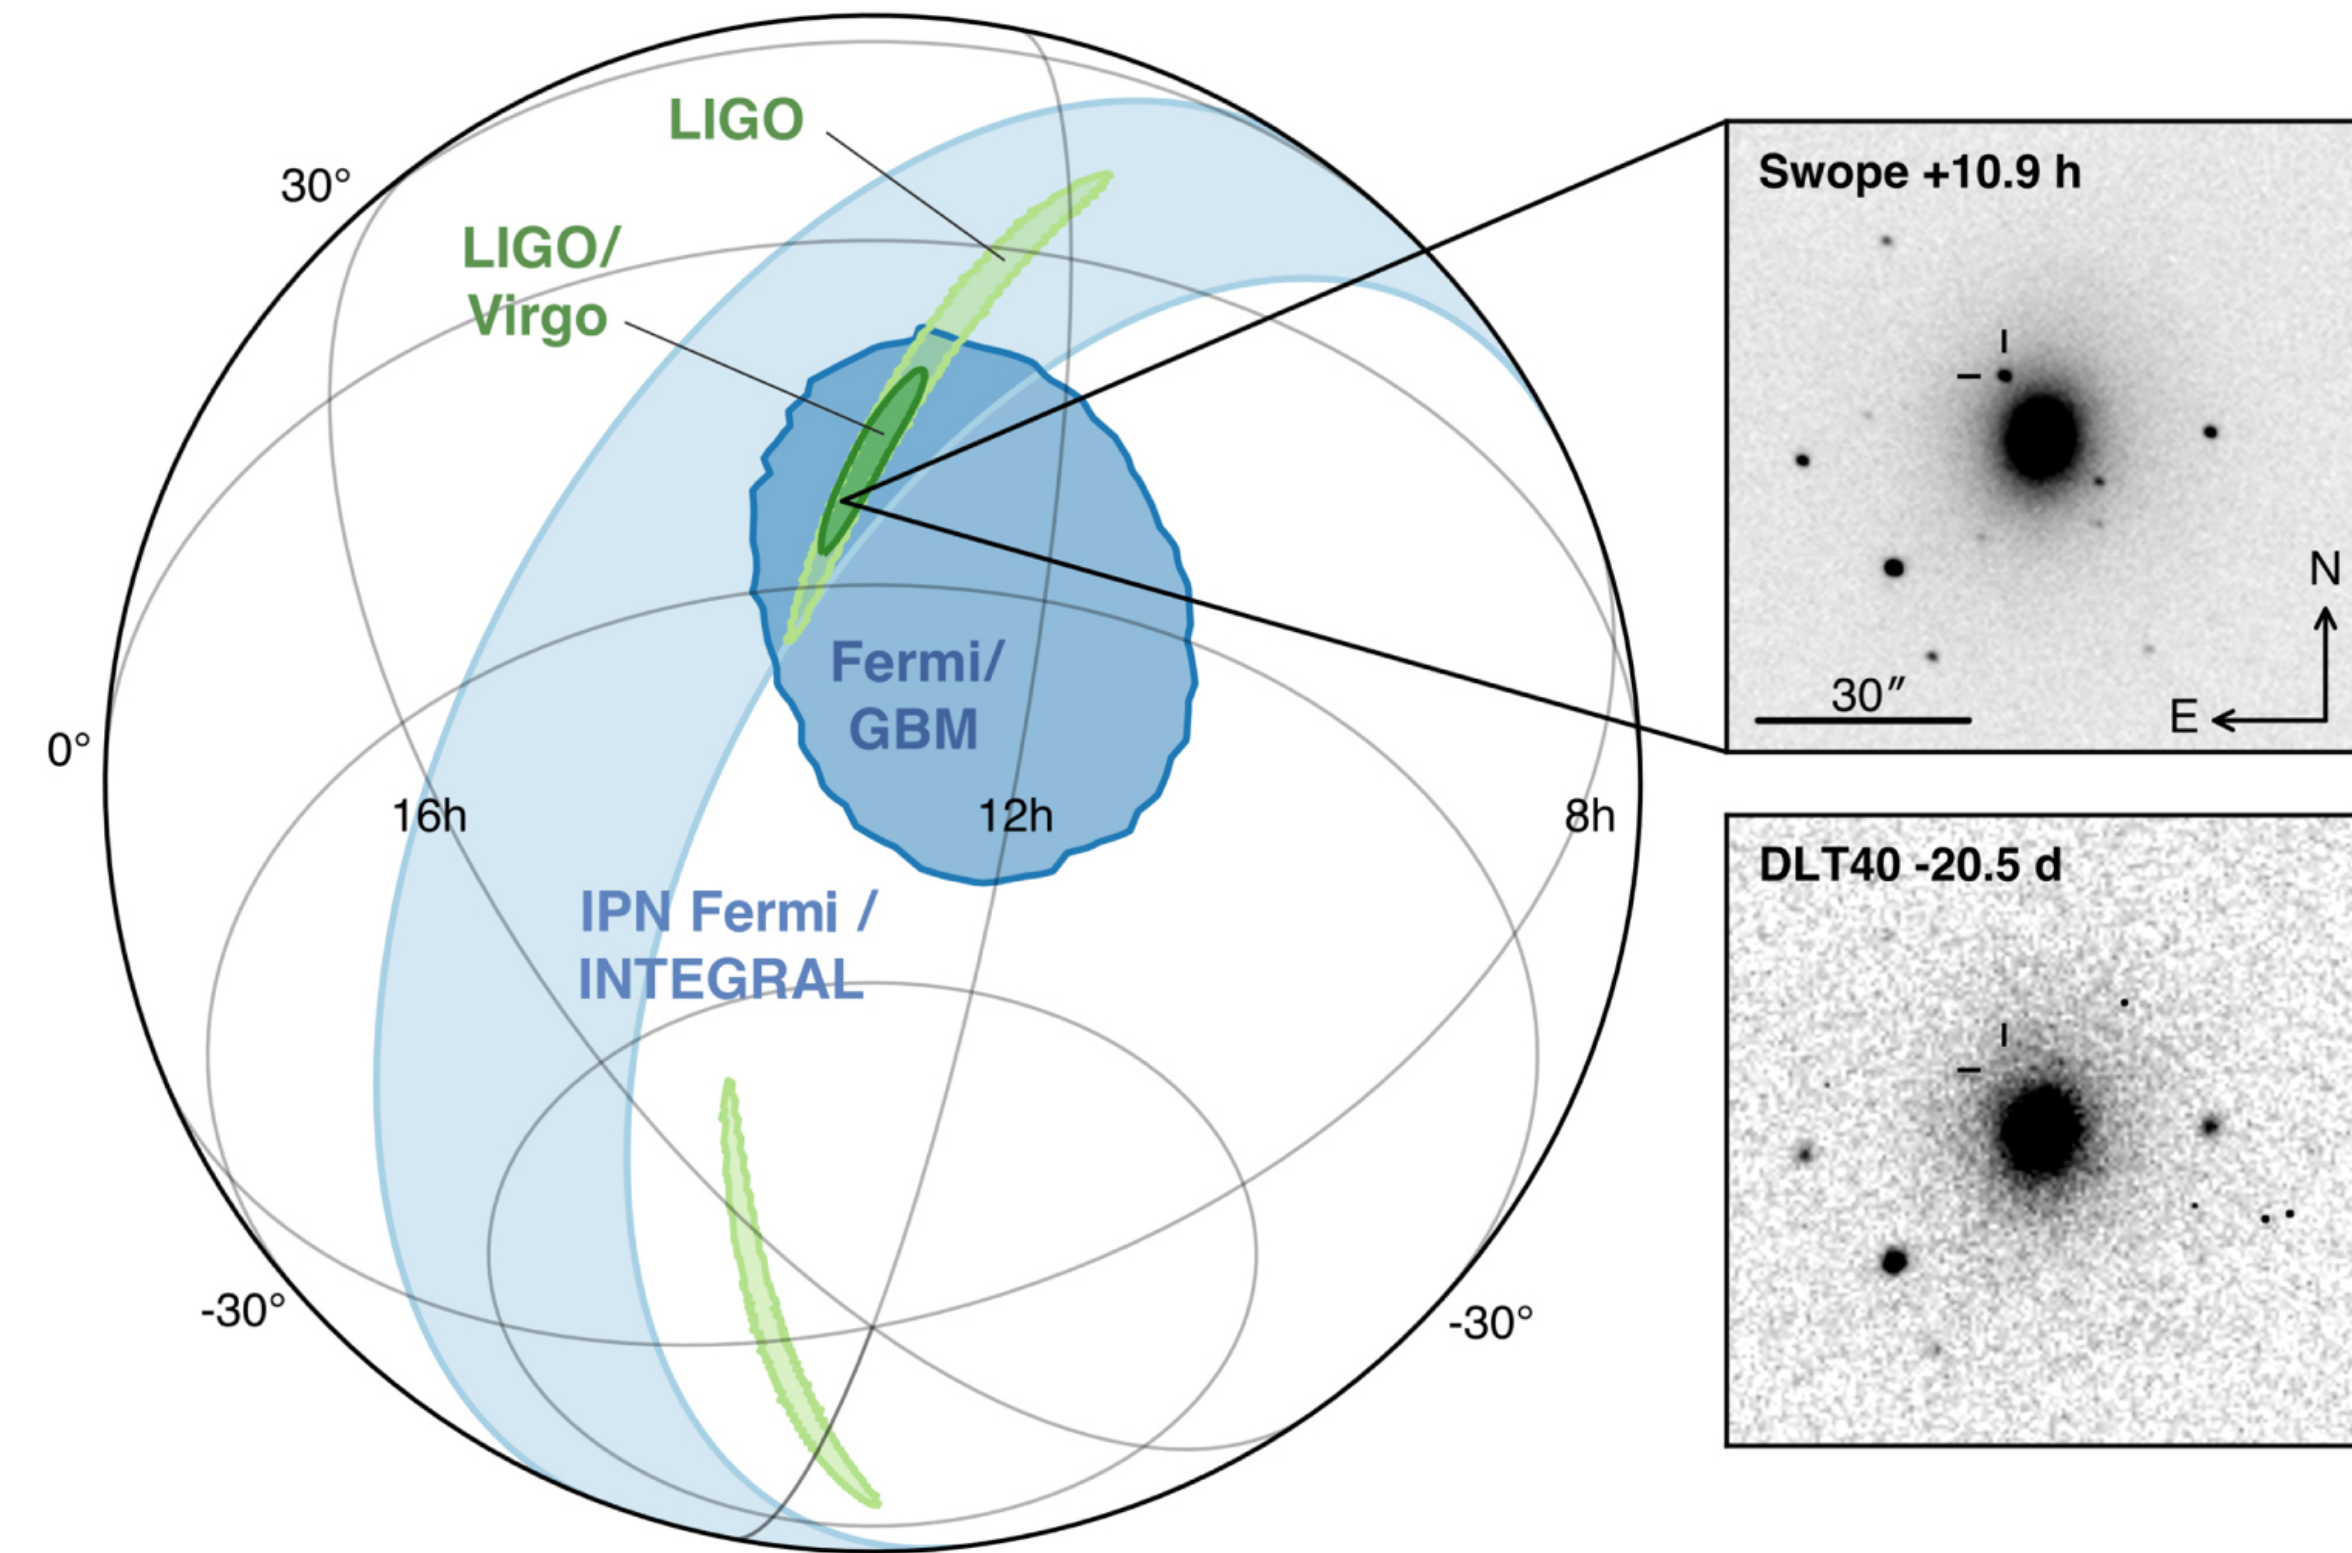 LIGO
30°
LIGO/
Virgo
Swope +10.9 h
N
Fermi/
GBM
30″
E
0°
16h
12h
8h
DLT40 -20.5 d
IPN Fermi /
INTEGRAL
-30°
-30°